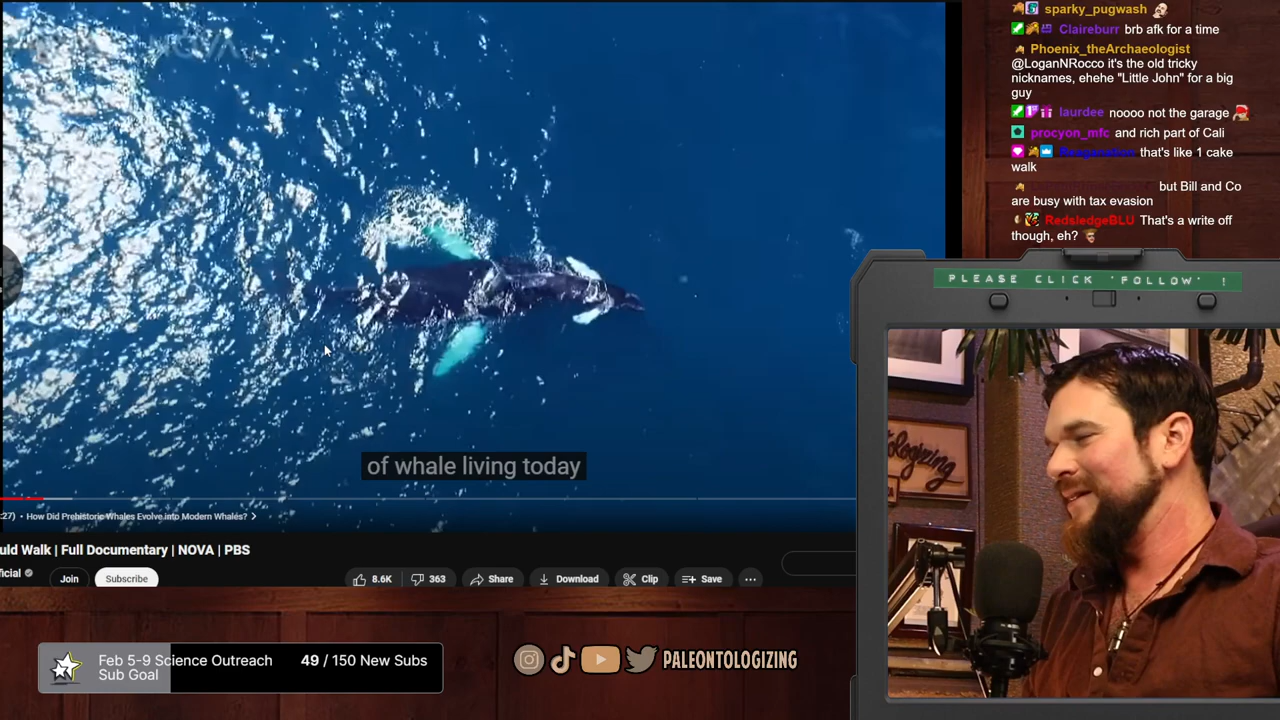 NOVA
sparky_pugwash
Claireburr brb afk for a time
Phoenix_theArchaeologist
@LoganNRocco it's the old tricky
nicknames, ehehe "Little John" for a big
guy
laurdee noooo not the garage
procyon_mfc and rich part of Cali
that's like 1 cake
walk
but Bill and Co
are busy with tax evasion
RedsledgeBLU That's a write off
though, eh?
PLEASE CLICK "FOLLOW" !
ologizing
of whale living today
:27) • How Did Prehistoric Whales Evolve into Modern Whales? >
uld Walk | Full Documentary | NOVA | PBS
ficial
Join
Subscribe
8.6K
363
Share
Download
Clip
Save
Feb 5-9 Science Outreach
Sub Goal
49 / 150 New Subs
PALEONTOLOGIZING